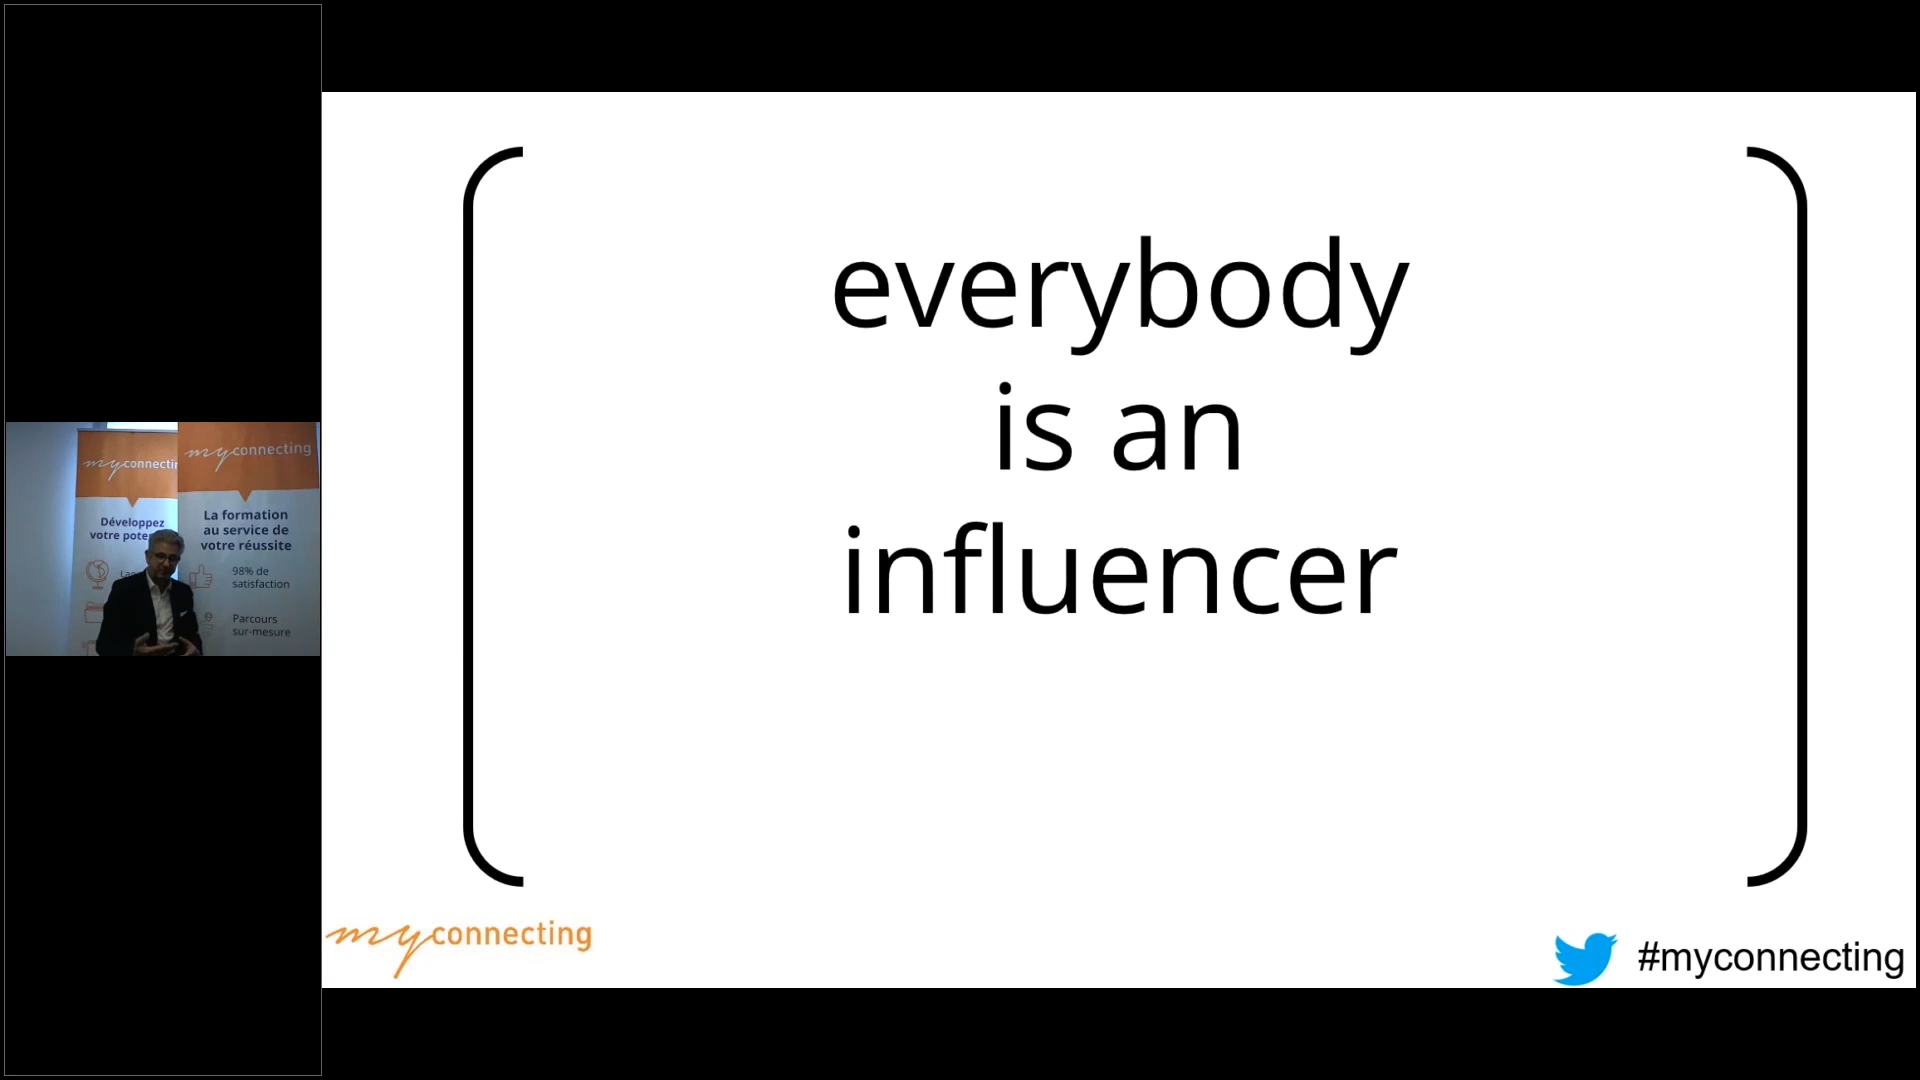 everybody
is an
influencer
myconnecting
#myconnecting
myconnecting
Développez
votre
myconnecting
La formation
au service de
votre réussite
98% de
satisfaction
Parcours
sur-mesure